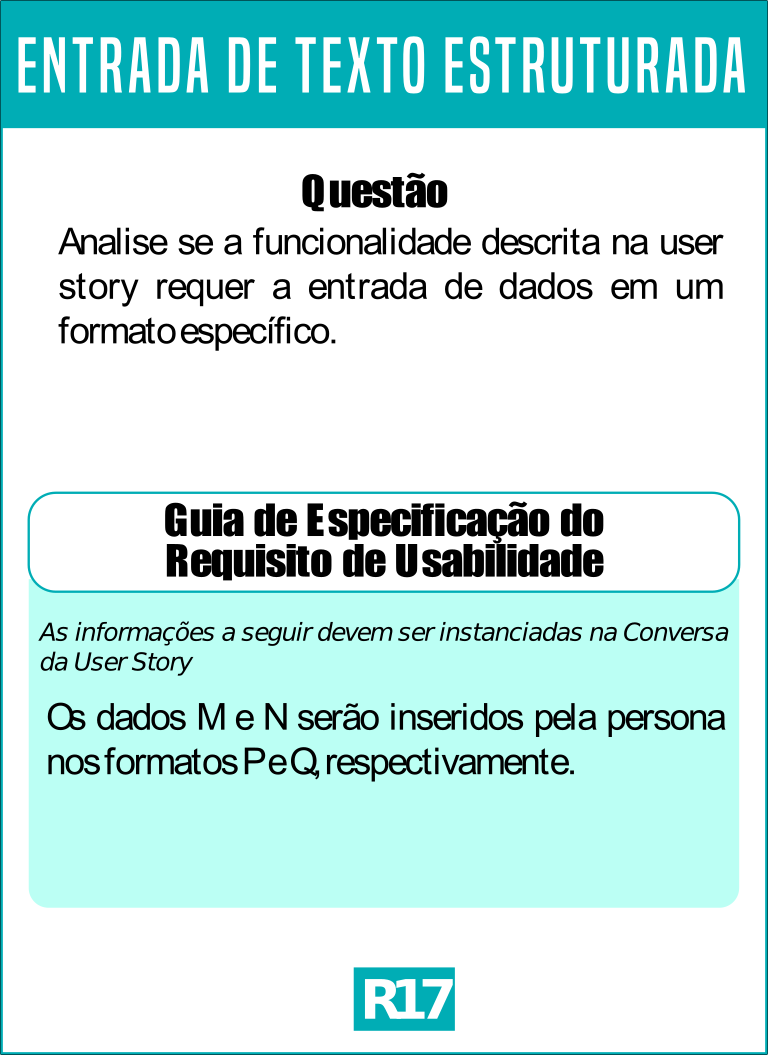 ENTRADA DE TEXTO ESTRUTURADA
Questão
Analise se a funcionalidade descrita na user
story requer a entrada de dados em um
formato específico.
Guia de Especificação do
Requisito de Usabilidade
As informações a seguir devem ser instanciadas na Conversa
da User Story
Os dados M e N serão inseridos pela persona
nos formatos P e Q, respectivamente.
R17